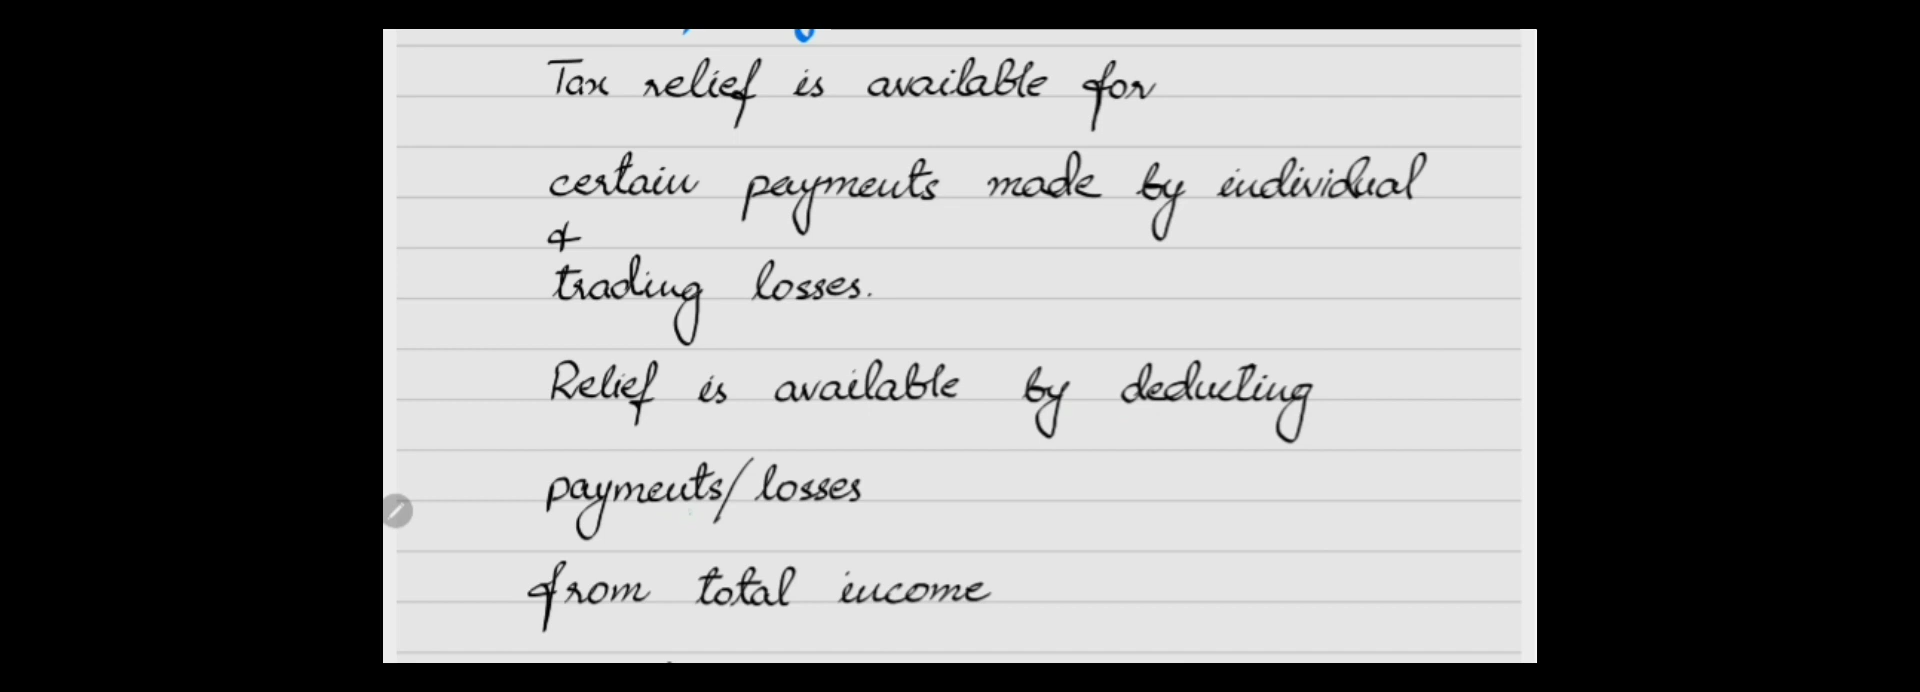 Tax relief is available for
certain payments made by individual
&
trading losses.
Relief is available by deducting
payments/losses
from total income